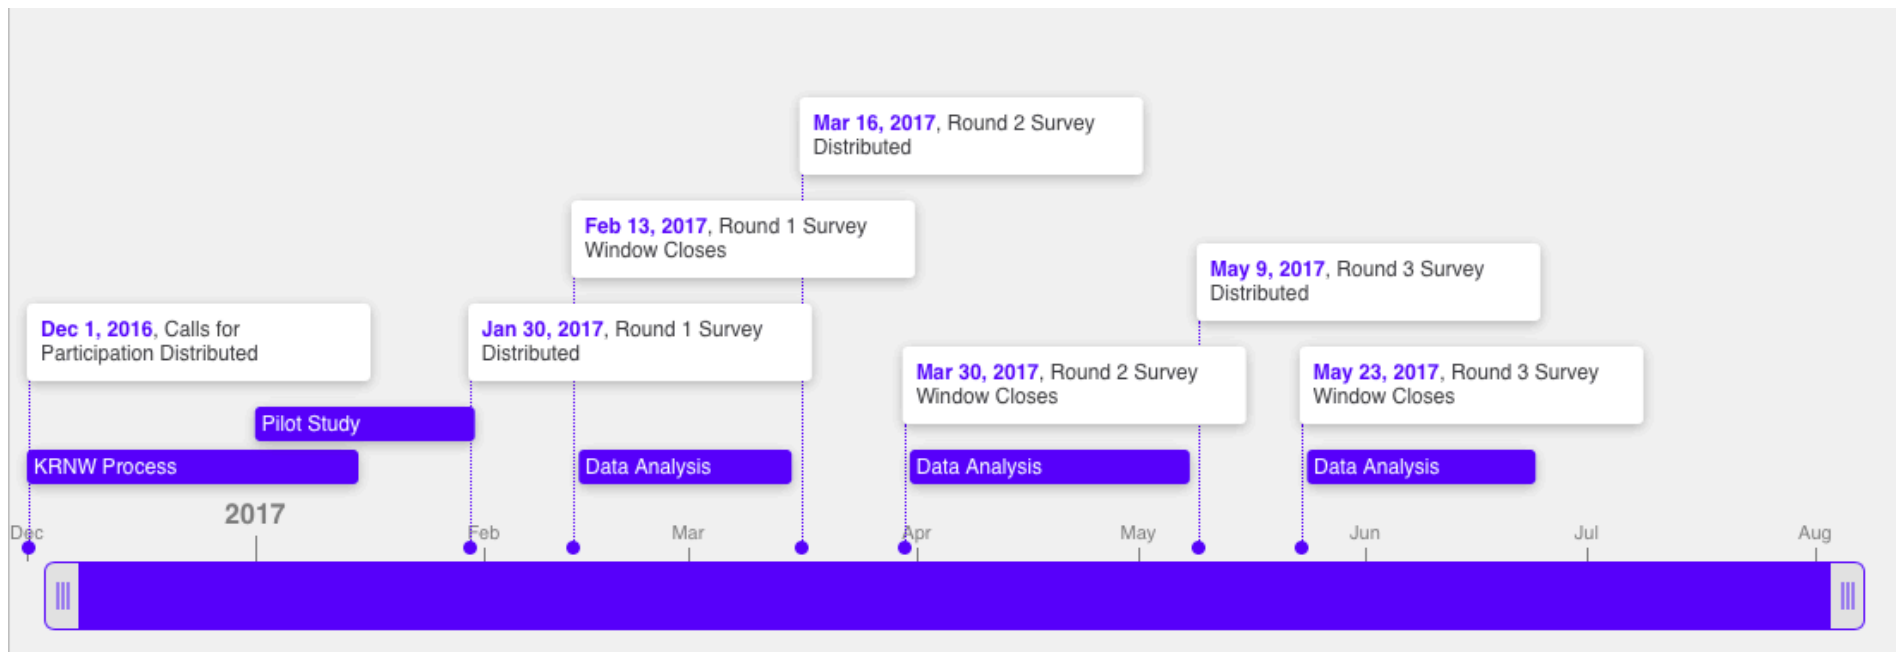 Mar 16, 2017, Round 2 Survey
Distributed
Feb 13, 2017, Round 1 Survey
Window Closes
May 9, 2017, Round 3 Survey
Distributed
Dec 1, 2016, Calls for
Participation Distributed
Jan 30, 2017, Round 1 Survey
Distributed
Mar 30, 2017, Round 2 Survey
Window Closes
May 23, 2017, Round 3 Survey
Window Closes
Pilot Study
KRNW Process
Data Analysis
Data Analysis
Data Analysis
2017
Dec
Feb
Mar
Apr
May
Jun
Jul
Aug